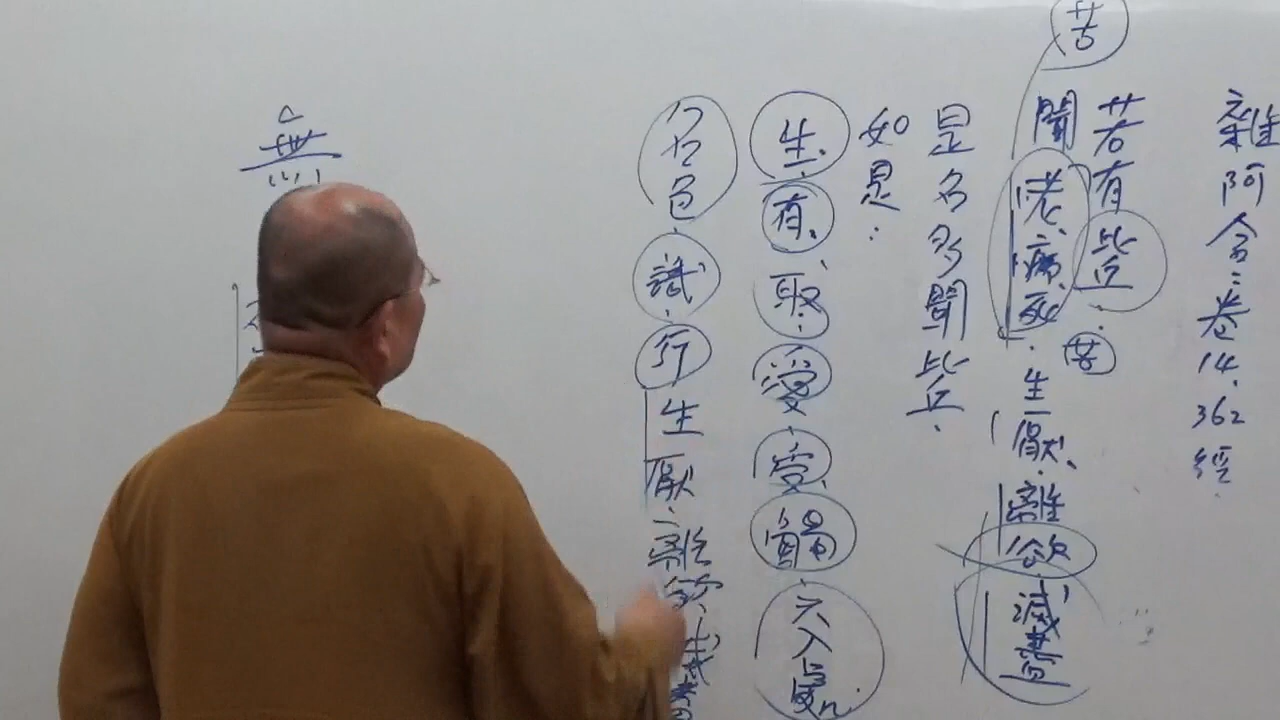 雜阿含:卷14.362經
苦
若有比丘.
苦
聞老、病、死.生厭、離欲、滅盡
是名多聞比丘.
如是:
生、有、取、愛、受、觸、六入處
名色、識、行生厭、離欲、滅盡
無